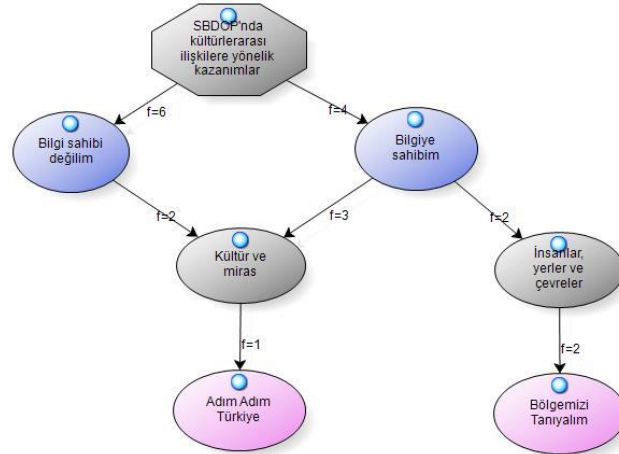 SBDÖP'nda
kültürlerarası
ilişkilere yönelik
kazanımlar
f=6
f=4
Bilgi sahibi
değilim
Bilgiye
sahibim
f=2
f=3
f=2
Kültür ve
miras
İnsanlar,
yerler ve
çevreler
f=1
f=2
Adım Adım
Türkiye
Bölgemizi
Tanıyalım